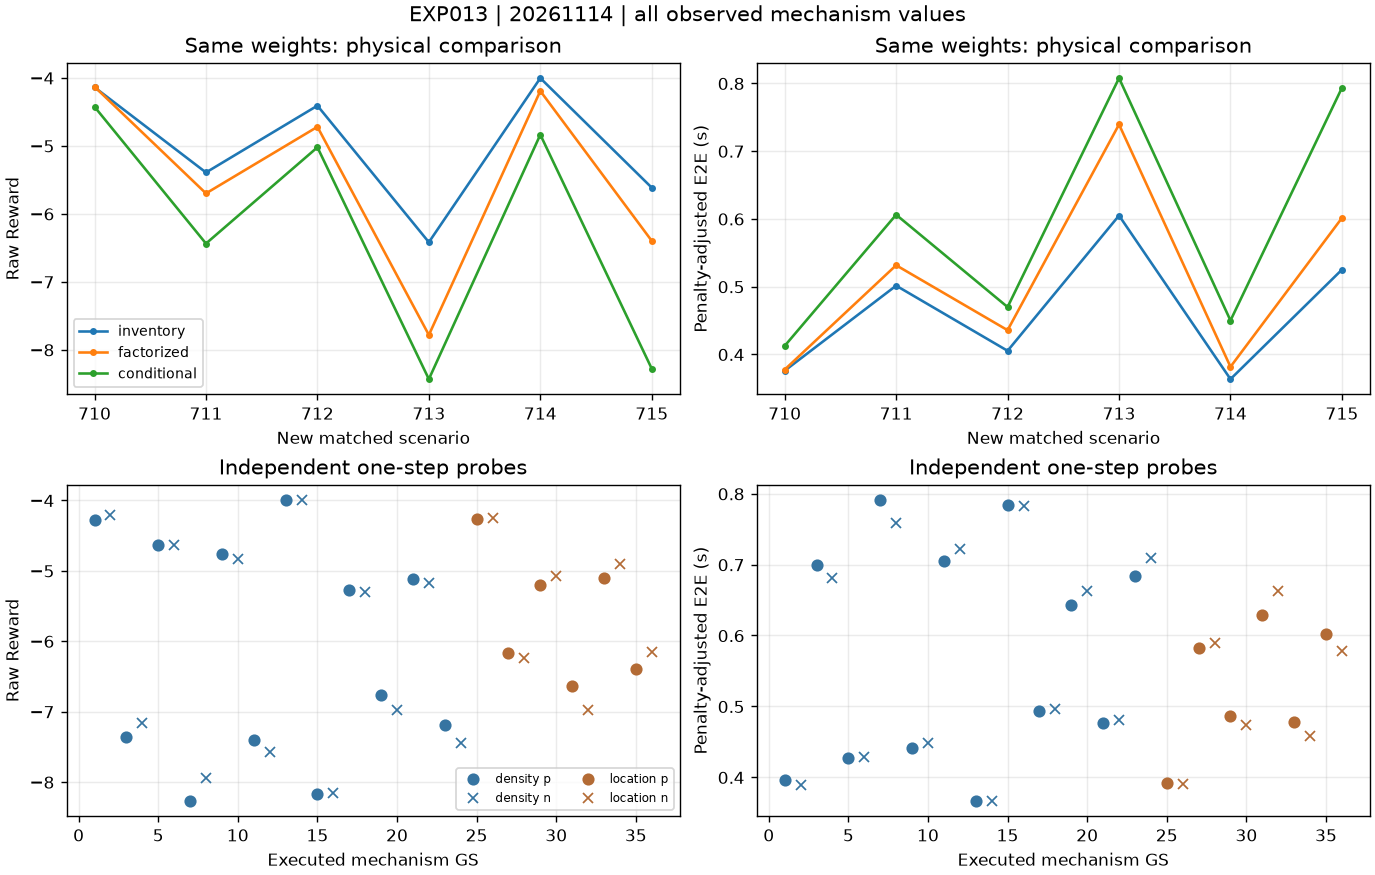 EXP013 | 20261114 | all observed mechanism values
Same weights: physical comparison
Raw Reward
−4
−5
−6
−7
−8
inventory
factorized
conditional
710
711
712
713
714
715
New matched scenario
Same weights: physical comparison
Penalty-adjusted E2E (s)
0.8
0.7
0.6
0.5
0.4
710
711
712
713
714
715
New matched scenario
Independent one-step probes
Raw Reward
−4
−5
−6
−7
−8
density p
density n
location p
location n
0
5
10
15
20
25
30
35
Executed mechanism GS
Independent one-step probes
Penalty-adjusted E2E (s)
0.8
0.7
0.6
0.5
0.4
0
5
10
15
20
25
30
35
Executed mechanism GS